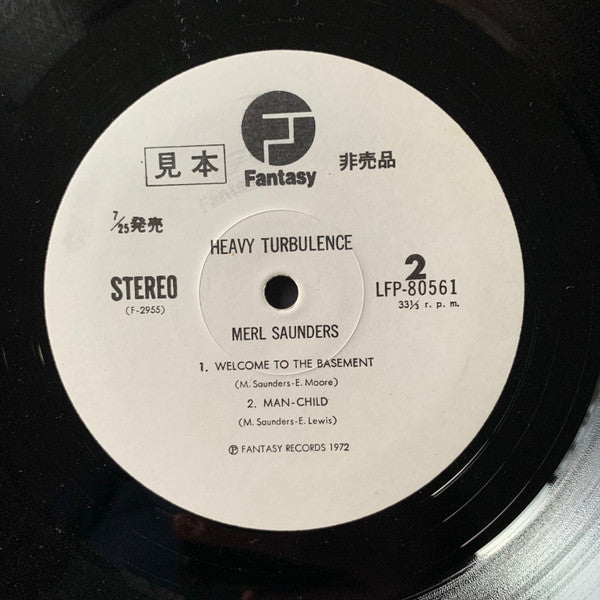 Fantasy
見本
非売品
7/25発売
HEAVY TURBULENCE
STEREO
(F-2955)
2
LFP-80561
33⅓ r. p. m.
MERL SAUNDERS
1. WELCOME TO THE BASEMENT
(M. Saunders-E. Moore)
2. MAN-CHILD
(M. Saunders-E. Lewis)
℗ FANTASY RECORDS 1972